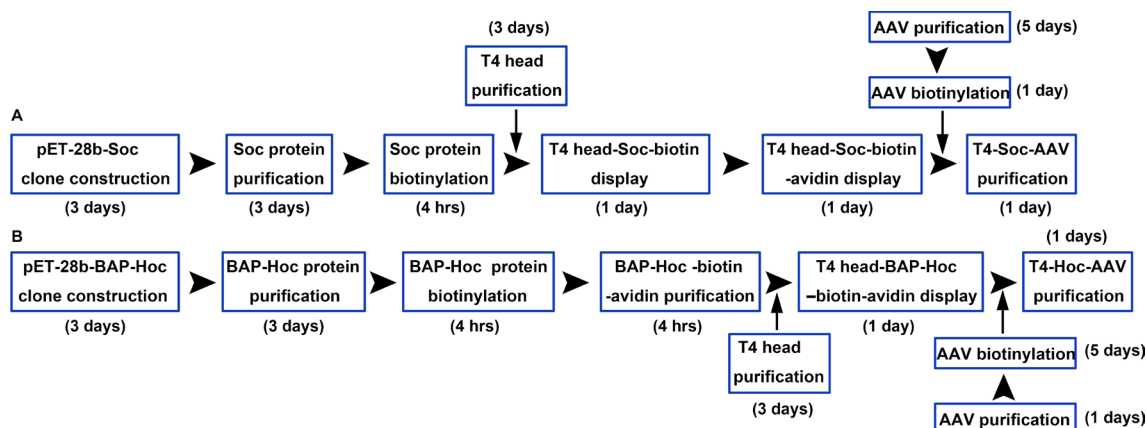 A
(3 days)
T4 head
purification
AAV purification
(5 days)
AAV biotinylation
(1 day)
pET-28b-Soc
clone construction
(3 days)
Soc protein
purification
(3 days)
Soc protein
biotinylation
(4 hrs)
T4 head-Soc-biotin
display
(1 day)
T4 head-Soc-biotin
-avidin display
(1 day)
T4-Soc-AAV
purification
(1 day)
B
pET-28b-BAP-Hoc
clone construction
(3 days)
BAP-Hoc protein
purification
(3 days)
BAP-Hoc protein
biotinylation
(4 hrs)
BAP-Hoc -biotin
-avidin purification
(4 hrs)
T4 head
purification
(3 days)
T4 head-BAP-Hoc
–biotin-avidin display
(1 day)
(1 days)
T4-Hoc-AAV
purification
AAV biotinylation
(5 days)
AAV purification
(1 days)